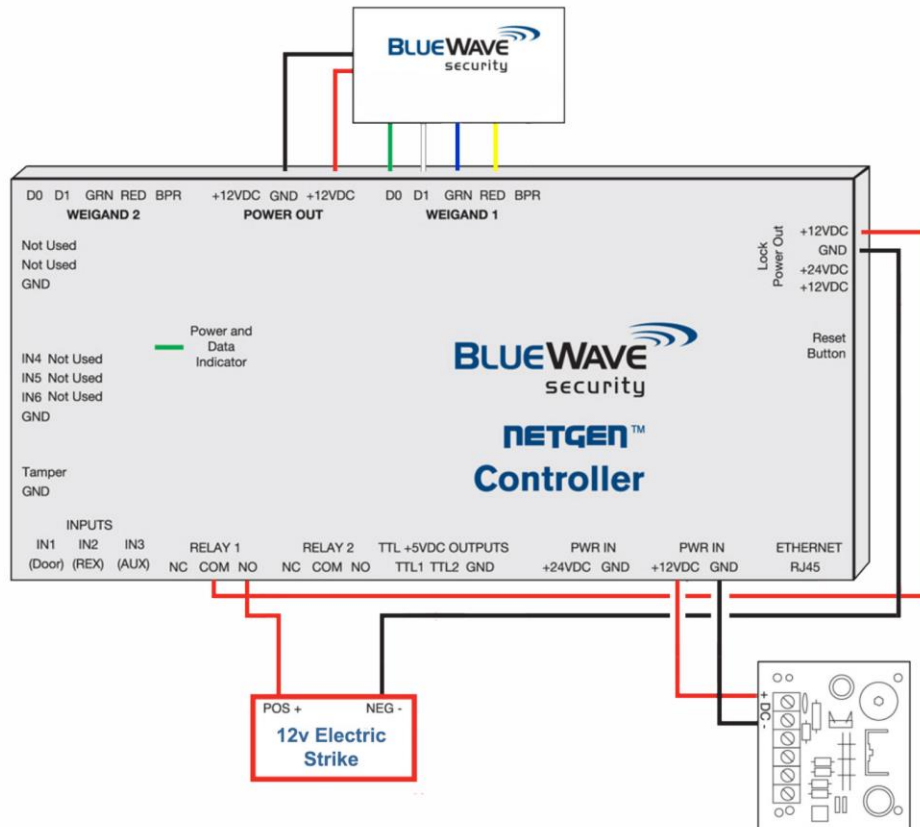 BLUEWAVE
security
D0 D1 GRN RED BPR
WEIGAND 2
+12VDC GND +12VDC
POWER OUT
D0 D1 GRN RED BPR
WEIGAND 1
Not Used
Not Used
GND
Lock
Power Out
+12VDC
GND
+24VDC
+12VDC
Power and
Data
Indicator
Reset
Button
IN4 Not Used
IN5 Not Used
IN6 Not Used
GND
BLUEWAVE
security
NETGEN™
Controller
Tamper
GND
INPUTS
IN1 IN2 IN3
(Door) (REX) (AUX)
RELAY 1
NC COM NO
RELAY 2
NC COM NO
TTL +5VDC OUTPUTS
TTL1 TTL2 GND
PWR IN
+24VDC GND
PWR IN
+12VDC GND
ETHERNET
RJ45
POS + NEG -
12v Electric
Strike
+ DC -